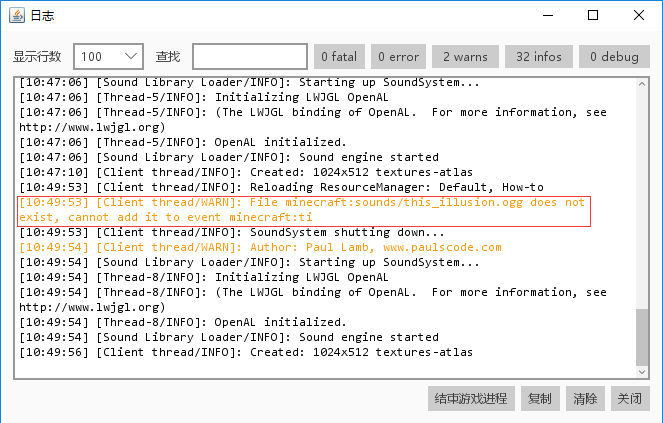 日志
显示行数 100 查找 0 fatal 0 error 2 warns 32 infos 0 debug
[10:47:06] [Sound Library Loader/INFO]: Starting up SoundSystem...
[10:47:06] [Thread-5/INFO]: Initializing LWJGL OpenAL
[10:47:06] [Thread-5/INFO]: (The LWJGL binding of OpenAL.  For more information, see
http://www.lwjgl.org)
[10:47:06] [Thread-5/INFO]: OpenAL initialized.
[10:47:06] [Sound Library Loader/INFO]: Sound engine started
[10:47:10] [Client thread/INFO]: Created: 1024x512 textures-atlas
[10:49:53] [Client thread/INFO]: Reloading ResourceManager: Default, How-to
[10:49:53] [Client thread/WARN]: File minecraft:sounds/this_illusion.ogg does not
exist, cannot add it to event minecraft:ti
[10:49:53] [Client thread/INFO]: SoundSystem shutting down...
[10:49:54] [Client thread/WARN]: Author: Paul Lamb, www.paulscode.com
[10:49:54] [Sound Library Loader/INFO]: Starting up SoundSystem...
[10:49:54] [Thread-8/INFO]: Initializing LWJGL OpenAL
[10:49:54] [Thread-8/INFO]: (The LWJGL binding of OpenAL.  For more information, see
http://www.lwjgl.org)
[10:49:54] [Thread-8/INFO]: OpenAL initialized.
[10:49:54] [Sound Library Loader/INFO]: Sound engine started
[10:49:56] [Client thread/INFO]: Created: 1024x512 textures-atlas
结束游戏进程 复制 清除 关闭